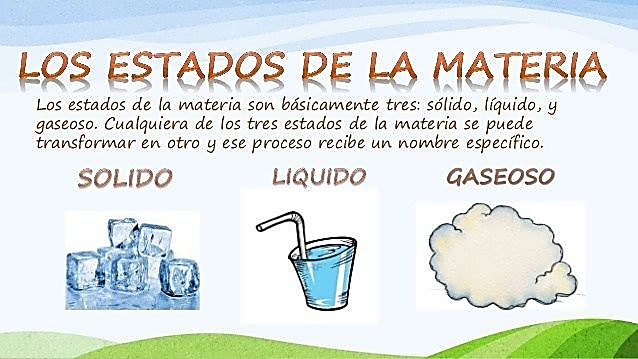 LOS ESTADOS DE LA MATERIA
Los estados de la materia son básicamente tres: sólido, líquido, y
gaseoso. Cualquiera de los tres estados de la materia se puede
transformar en otro y ese proceso recibe un nombre específico.
SOLIDO LIQUIDO GASEOSO